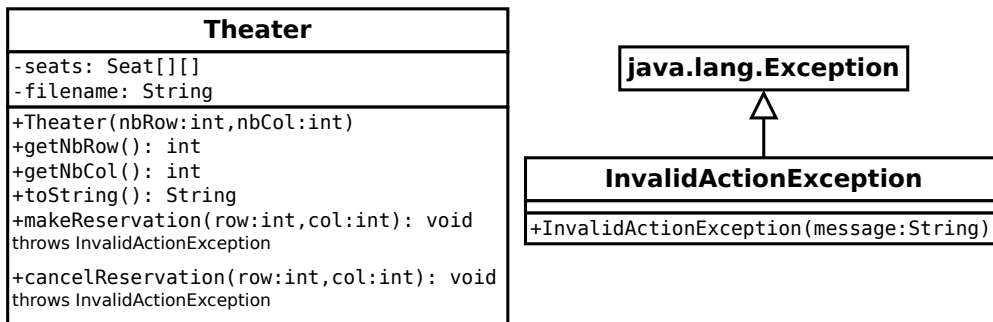 Theater
-seats: Seat[][]
-filename: String
+Theater(nbRow:int,nbCol:int)
+getNbRow(): int
+getNbCol(): int
+toString(): String
+makeReservation(row:int,col:int): void
throws InvalidActionException
+cancelReservation(row:int,col:int): void
throws InvalidActionException
java.lang.Exception
InvalidActionException
+InvalidActionException(message:String)